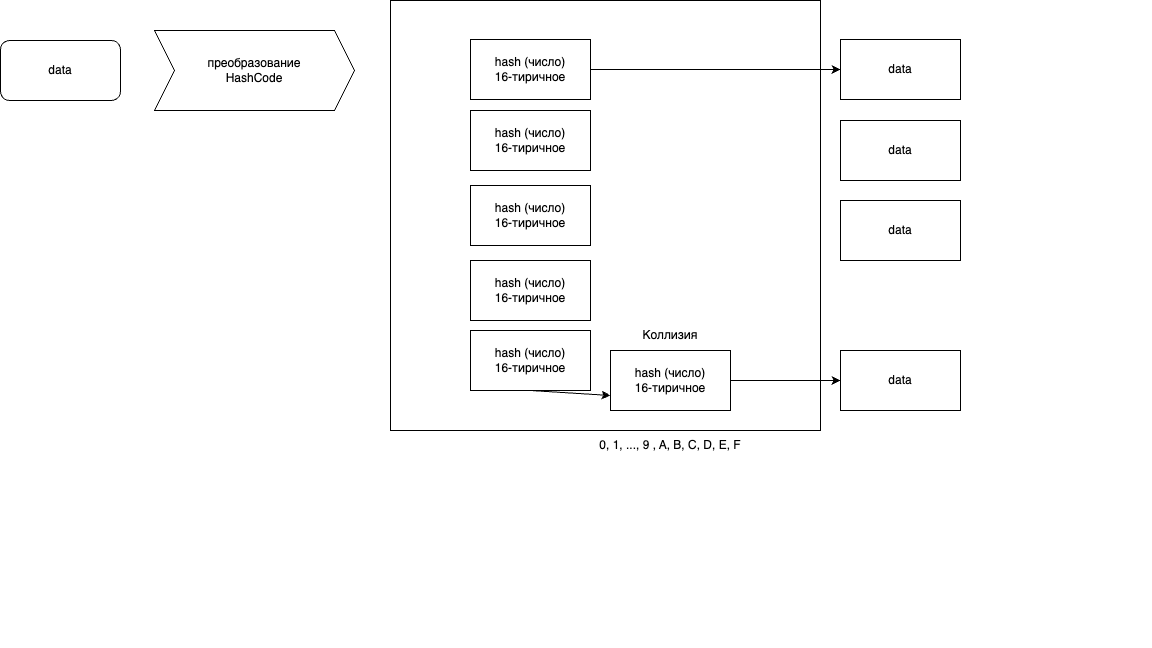 data
преобразование
HashCode
hash (число)
16-тиричное
data
hash (число)
16-тиричное
data
hash (число)
16-тиричное
data
hash (число)
16-тиричное
Коллизия
hash (число)
16-тиричное
hash (число)
16-тиричное
data
0, 1, ..., 9 , A, B, C, D, E, F